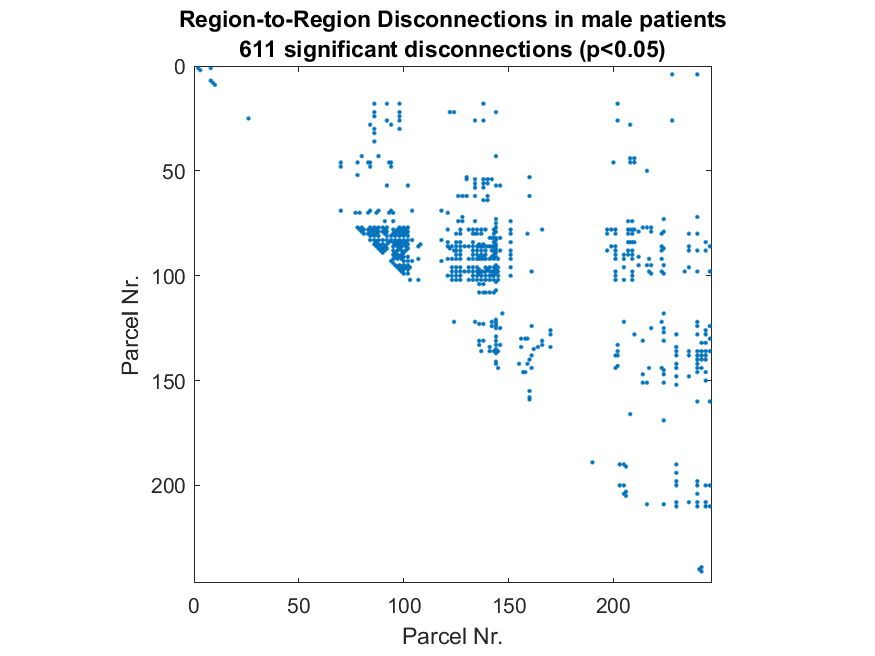 Region-to-Region Disconnections in male patients
611 significant disconnections (p<0.05)
0
50
100
150
200
Parcel Nr.
0 50 100 150 200
Parcel Nr.